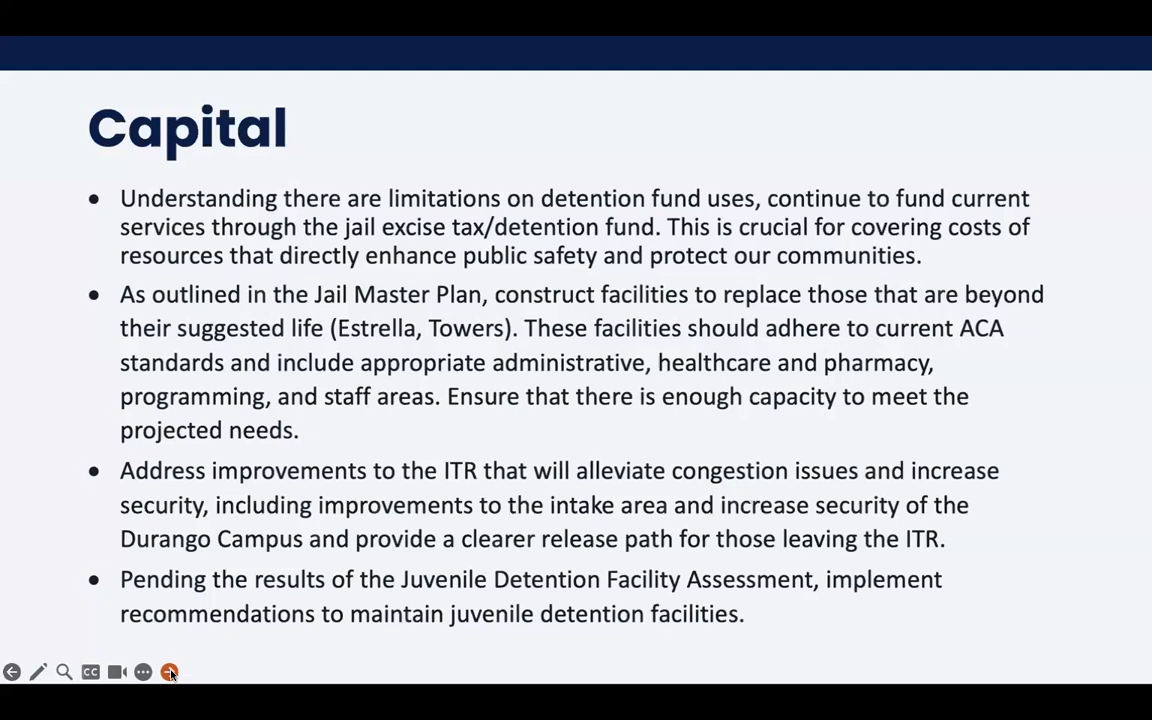 Capital
• Understanding there are limitations on detention fund uses, continue to fund current
services through the jail excise tax/detention fund. This is crucial for covering costs of
resources that directly enhance public safety and protect our communities.
• As outlined in the Jail Master Plan, construct facilities to replace those that are beyond
their suggested life (Estrella, Towers). These facilities should adhere to current ACA
standards and include appropriate administrative, healthcare and pharmacy,
programming, and staff areas. Ensure that there is enough capacity to meet the
projected needs.
• Address improvements to the ITR that will alleviate congestion issues and increase
security, including improvements to the intake area and increase security of the
Durango Campus and provide a clearer release path for those leaving the ITR.
• Pending the results of the Juvenile Detention Facility Assessment, implement
recommendations to maintain juvenile detention facilities.
CC